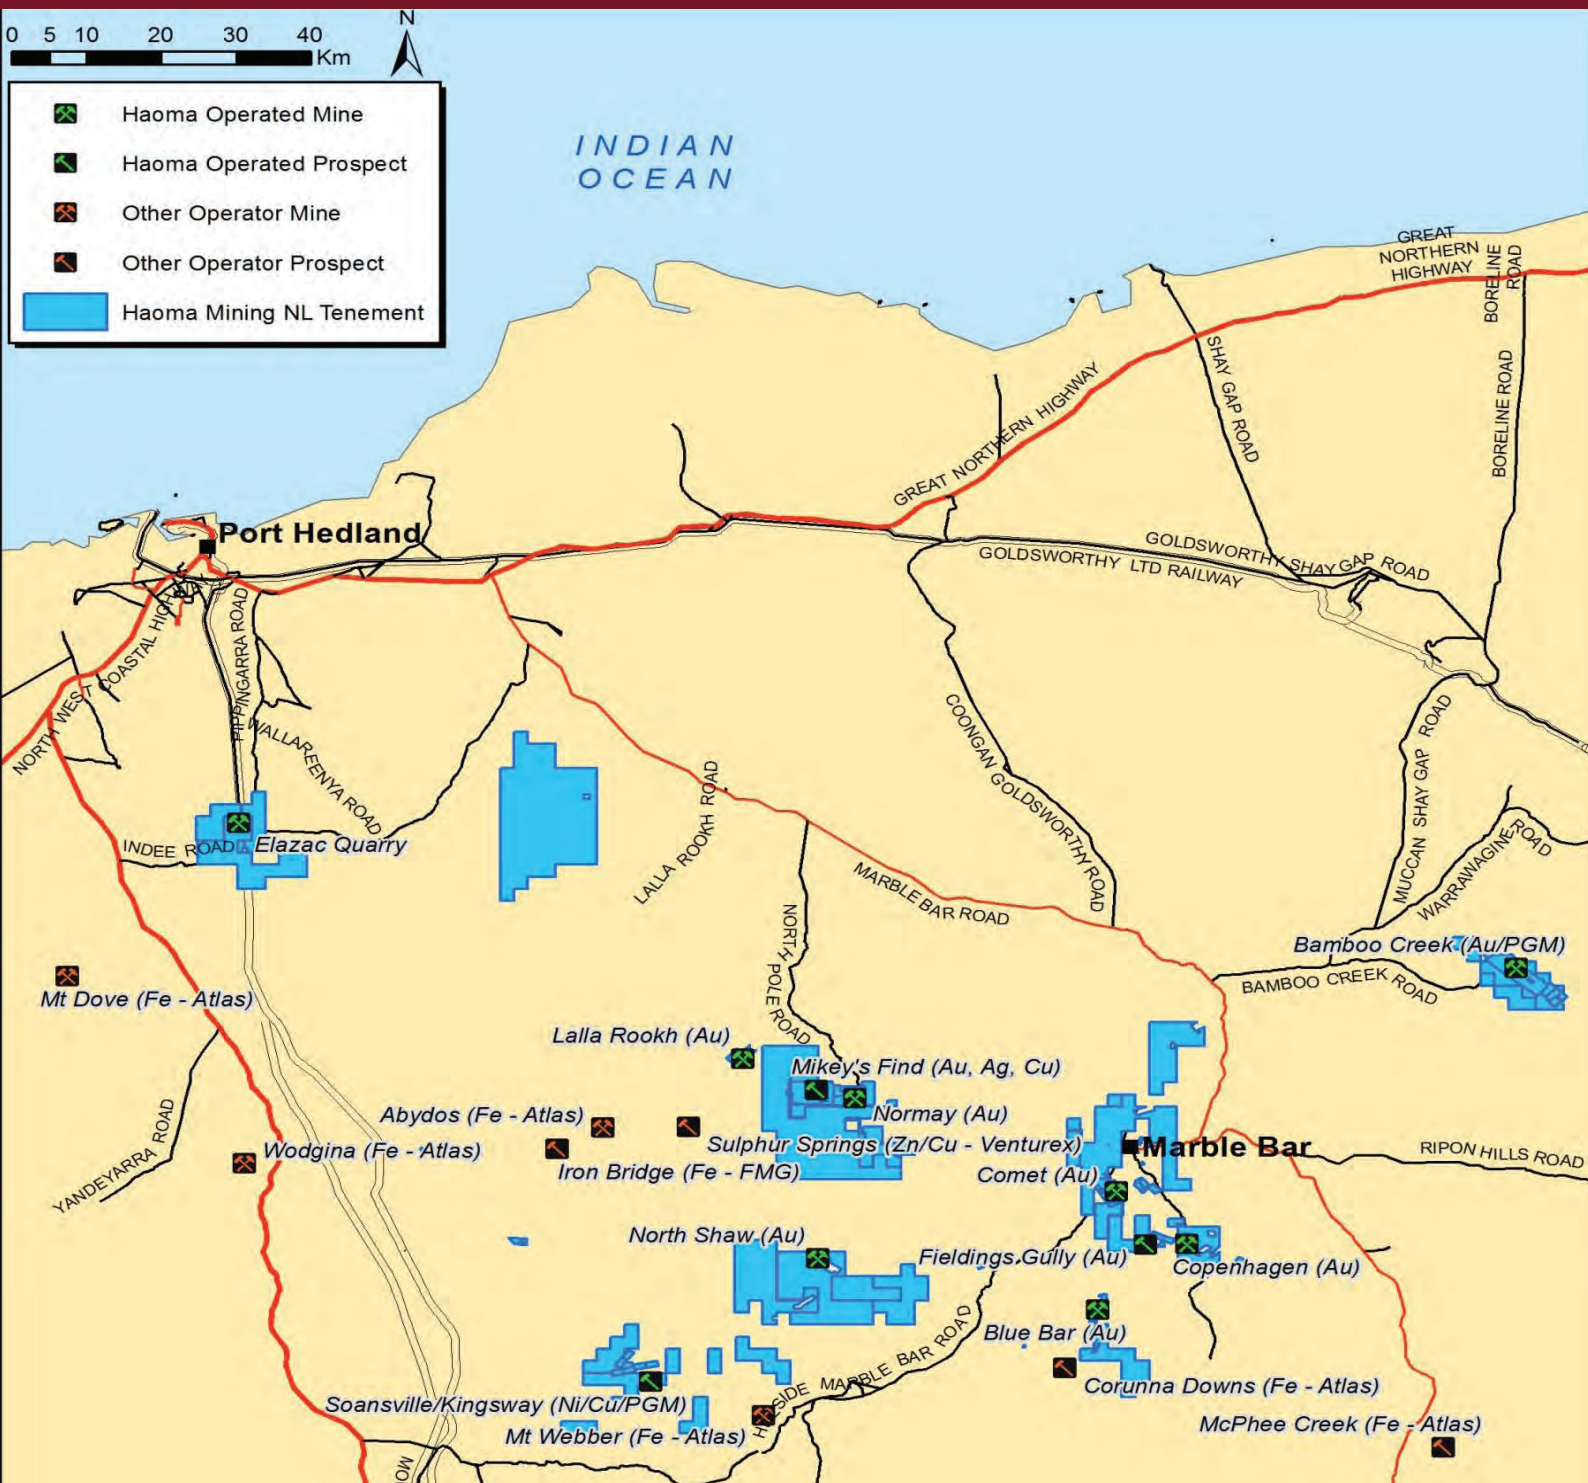 0 5 10 20 30 40
Km
N
Haoma Operated Mine
Haoma Operated Prospect
Other Operator Mine
Other Operator Prospect
Haoma Mining NL Tenement
INDIAN
OCEAN
GREAT
NORTHERN
HIGHWAY
BORELINE
ROAD
SHAY GAP ROAD
BORELINE ROAD
GREAT NORTHERN HIGHWAY
Port Hedland
GOLDSWORTHY SHAY GAP ROAD
GOLDSWORTHY LTD RAILWAY
NORTH WEST COASTAL HIGHWAY
PIPPINGARRA ROAD
WALLAREENYA ROAD
COONGAN GOLDSWORTHY ROAD
MUCCAN SHAY GAP ROAD
LALLA ROOKH ROAD
WARRAWAGINE ROAD
INDEE ROAD
Elazac Quarry
MARBLE BAR ROAD
NORTH POLE ROAD
Bamboo Creek (Au/PGM)
BAMBOO CREEK ROAD
Mt Dove (Fe - Atlas)
Lalla Rookh (Au)
Mikey's Find (Au, Ag, Cu)
Abydos (Fe - Atlas)
Normay (Au)
YANDEYARRA ROAD
Wodgina (Fe - Atlas)
Sulphur Springs (Zn/Cu - Venturex)
Marble Bar
RIPON HILLS ROAD
Iron Bridge (Fe - FMG)
Comet (Au)
North Shaw (Au)
Fieldings Gully (Au)
Copenhagen (Au)
Blue Bar (Au)
HILLSIDE MARBLE BAR ROAD
Corunna Downs (Fe - Atlas)
Soansville/Kingsway (Ni/Cu/PGM)
McPhee Creek (Fe - Atlas)
Mt Webber (Fe - Atlas)